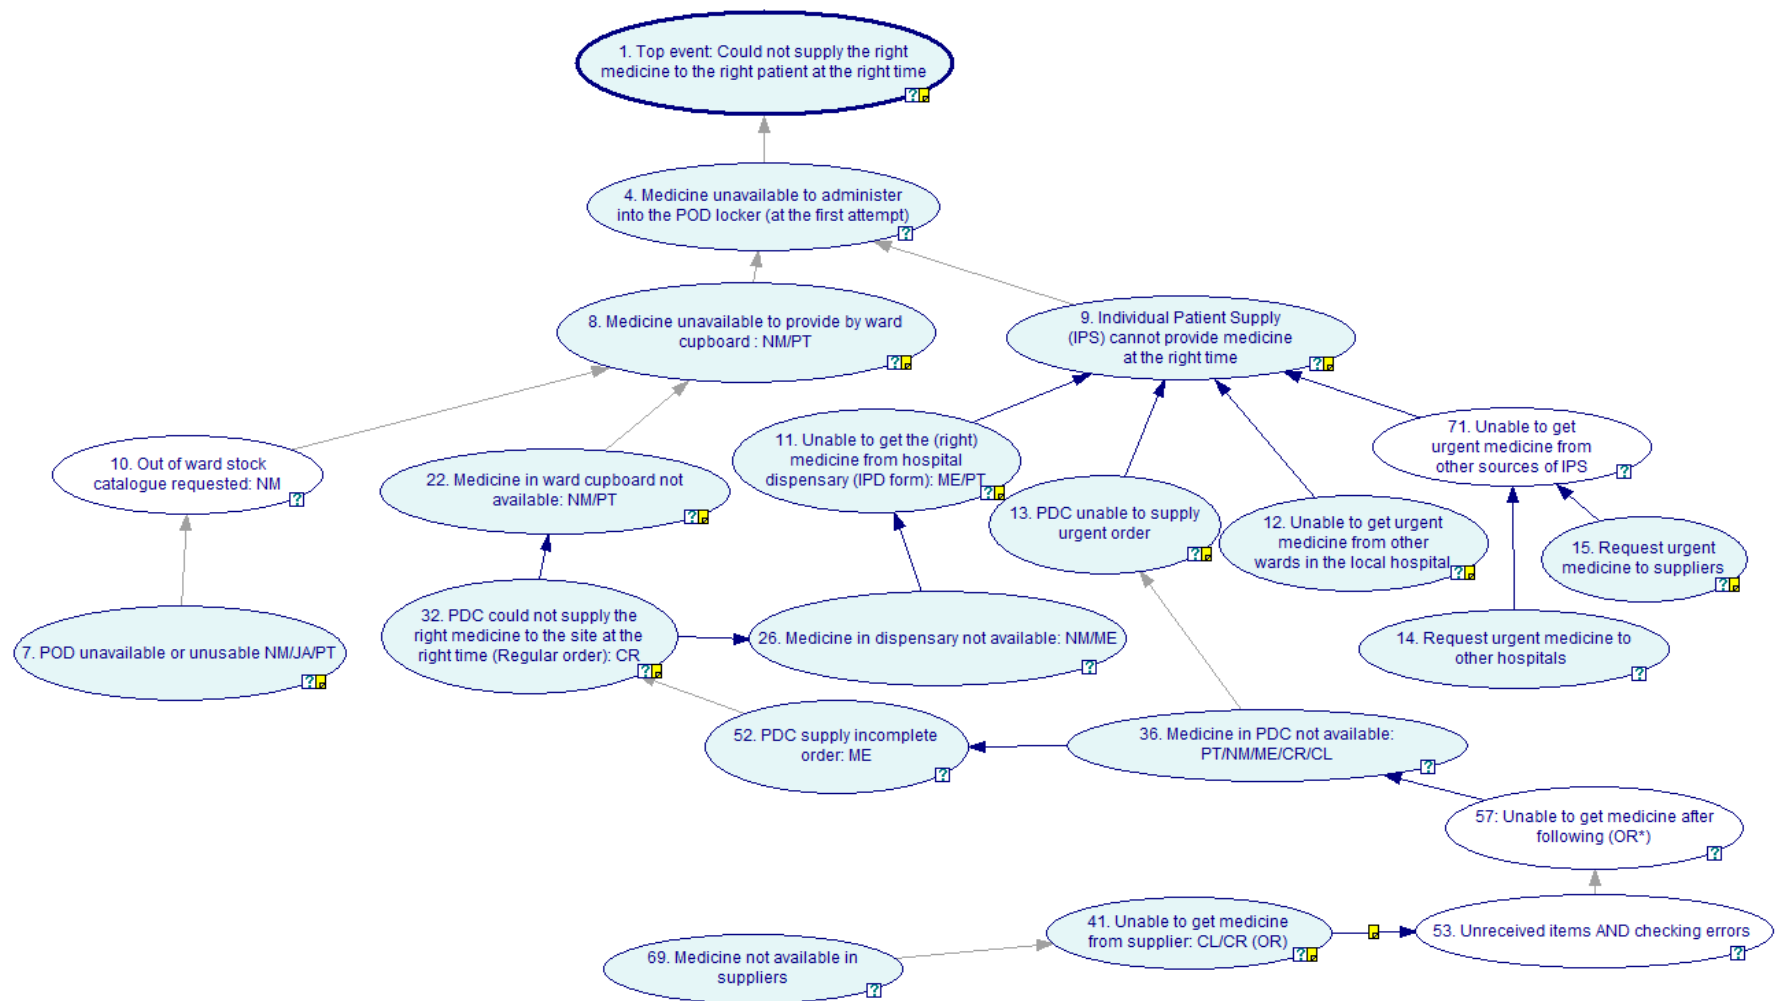 1. Top event: Could not supply the right
medicine to the right patient at the right time
?
4. Medicine unavailable to administer
into the POD locker (at the first attempt)
?
8. Medicine unavailable to provide by ward
cupboard : NM/PT
?
9. Individual Patient Supply
(IPS) cannot provide medicine
at the right time
?
10. Out of ward stock
catalogue requested: NM
?
22. Medicine in ward cupboard not
available: NM/PT
?
11. Unable to get the (right)
medicine from hospital
dispensary (IPD form): ME/PT
?
13. PDC unable to supply
urgent order
?
12. Unable to get urgent
medicine from other
wards in the local hospital
?
71. Unable to get
urgent medicine from
other sources of IPS
?
15. Request urgent
medicine to suppliers
?
7. POD unavailable or unusable NM/JA/PT
?
32. PDC could not supply the
right medicine to the site at the
right time (Regular order): CR
?
26. Medicine in dispensary not available: NM/ME
?
14. Request urgent medicine to
other hospitals
?
52. PDC supply incomplete
order: ME
?
36. Medicine in PDC not available:
PT/NM/ME/CR/CL
?
57: Unable to get medicine after
following (OR*)
?
69. Medicine not available in
suppliers
?
41. Unable to get medicine
from supplier: CL/CR (OR)
?
53. Unreceived items AND checking errors
?